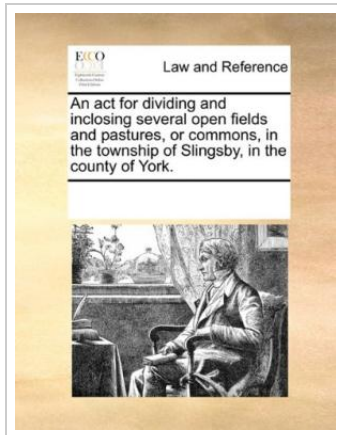 ECCO
Law and Reference
An act for dividing and
inclosing several open fields
and pastures, or commons, in
the township of Slingsby, in the
county of York.